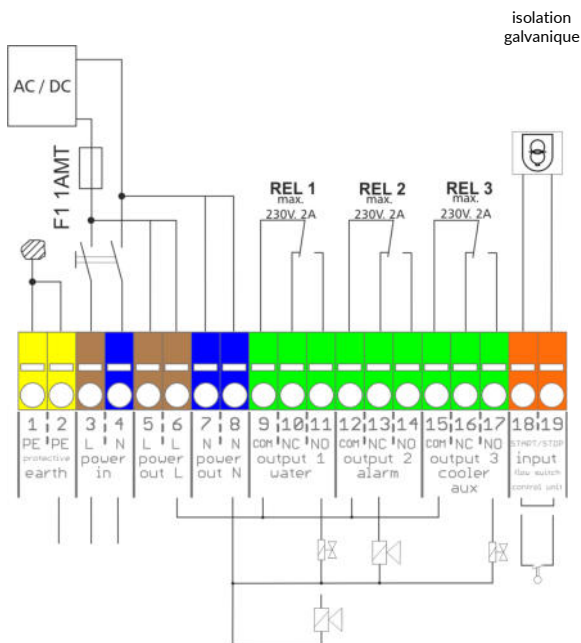 isolation
galvanique
AC / DC
F1 1AMT
REL 1
max.
230V. 2A
REL 2
max.
230V. 2A
REL 3
max.
230V. 2A
1 2 3 4 5 6 7 8 9 10 11 12 13 14 15 16 17 18 19
PE PE L N L L N N COM NC NO COM NC NO COM NC NO START/STOP
protective
earth
power
in
power
out L
power
out N
output 1
water
output 2
alarm
output 3
cooler
aux
input
flow switch
control unit